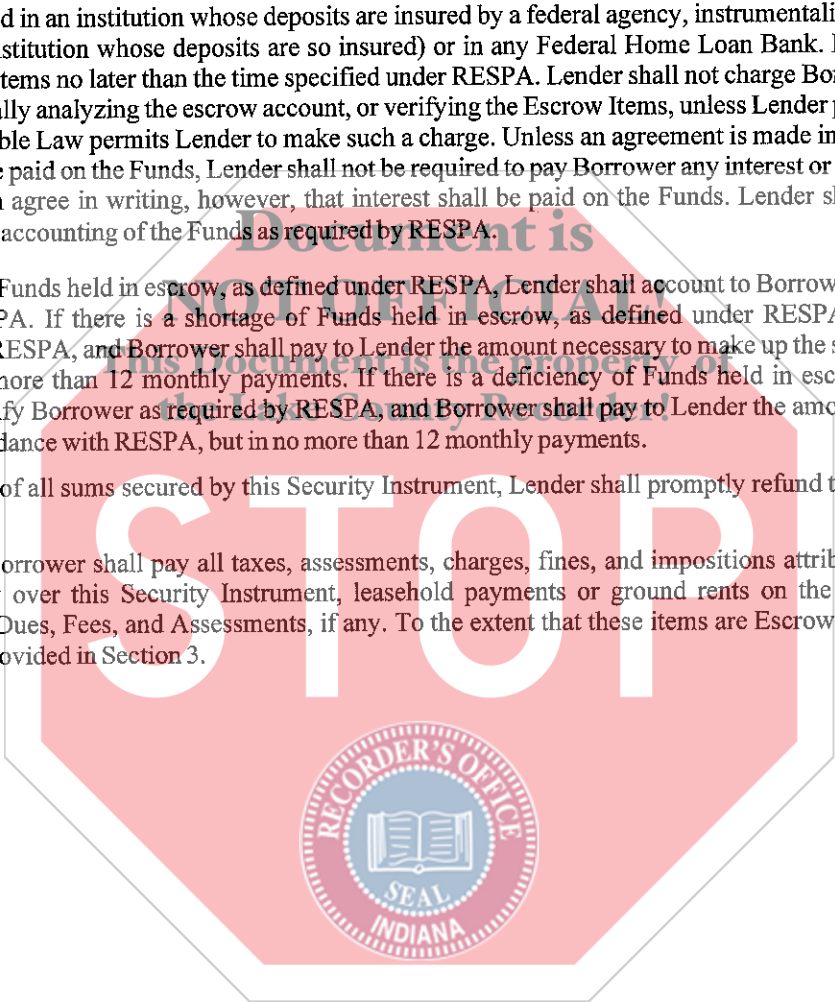 d in an institution whose deposits are insured by a federal agency, instrumentali
stitution whose deposits are so insured) or in any Federal Home Loan Bank.
tems no later than the time specified under RESPA. Lender shall not charge Bor
lly analyzing the escrow account, or verifying the Escrow Items, unless Lender
ble Law permits Lender to make such a charge. Unless an agreement is made in
e paid on the Funds, Lender shall not be required to pay Borrower any interest or
agree in writing, however, that interest shall be paid on the Funds. Lender s
accounting of the Funds as required by RESPA.
Document is
Funds held in escrow, as defined under RESPA, Lender shall account to Borrow
NOT OFFICIAL!
PA. If there is a shortage of Funds held in escrow, as defined under RESPA
RESPA, and Borrower shall pay to Lender the amount necessary to make up the s
This Document is the property of
more than 12 monthly payments. If there is a deficiency of Funds held in esc
fy Borrower as required by RESPA, and Borrower shall pay to Lender the amo
the Lake County Recorder!
dance with RESPA, but in no more than 12 monthly payments.
of all sums secured by this Security Instrument, Lender shall promptly refund t
STOP
orrower shall pay all taxes, assessments, charges, fines, and impositions attrib
over this Security Instrument, leasehold payments or ground rents on the
Dues, Fees, and Assessments, if any. To the extent that these items are Escrow
ovided in Section 3.
RECORDER'S OFFICE
SEAL
INDIANA